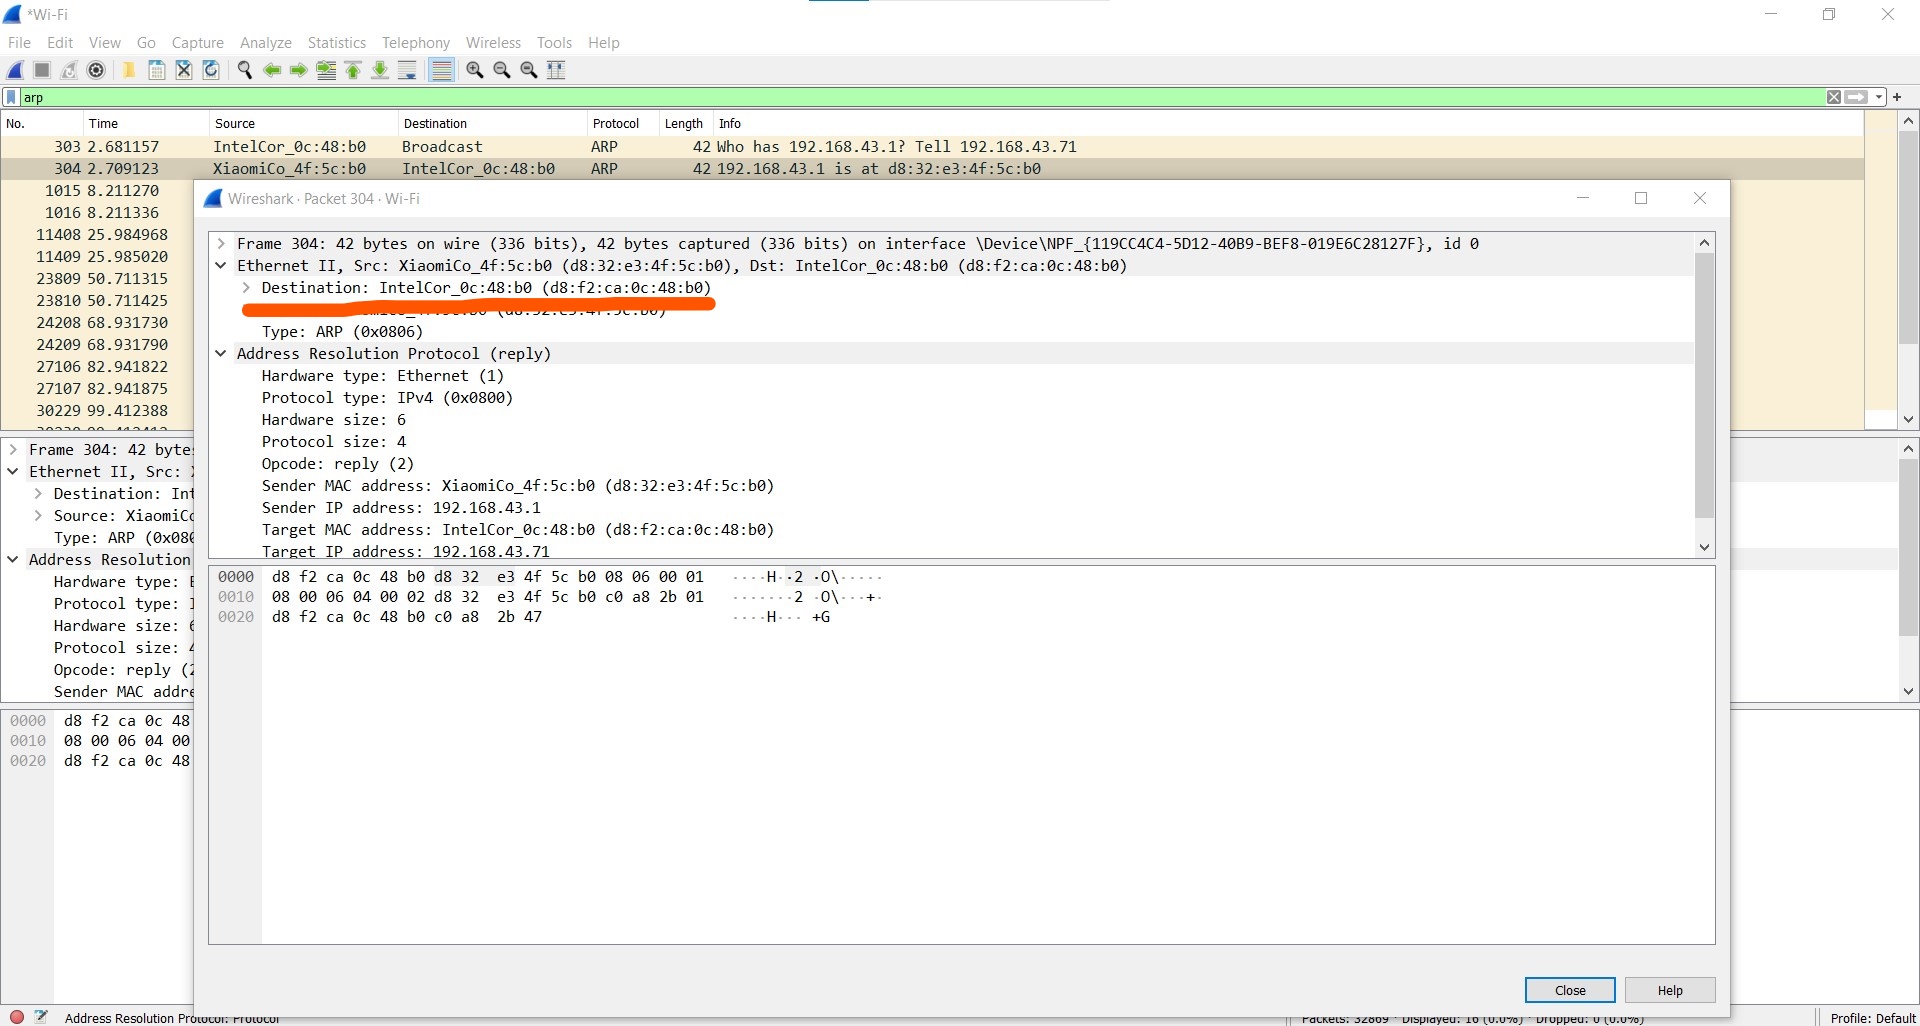 *Wi-Fi
File Edit View Go Capture Analyze Statistics Telephony Wireless Tools Help
arp
No. Time Source Destination Protocol Length Info
303 2.681157 IntelCor_0c:48:b0 Broadcast ARP 42 Who has 192.168.43.1? Tell 192.168.43.71
304 2.709123 XiaomiCo_4f:5c:b0 IntelCor_0c:48:b0 ARP 42 192.168.43.1 is at d8:32:e3:4f:5c:b0
1015 8.211270
1016 8.211336
11408 25.984968
11409 25.985020
23809 50.711315
23810 50.711425
24208 68.931730
24209 68.931790
27106 82.941822
27107 82.941875
30229 99.412388
Wireshark · Packet 304 · Wi-Fi
Frame 304: 42 bytes on wire (336 bits), 42 bytes captured (336 bits) on interface \Device\NPF_{119CC4C4-5D12-40B9-BEF8-019E6C28127F}, id 0
Ethernet II, Src: XiaomiCo_4f:5c:b0 (d8:32:e3:4f:5c:b0), Dst: IntelCor_0c:48:b0 (d8:f2:ca:0c:48:b0)
Destination: IntelCor_0c:48:b0 (d8:f2:ca:0c:48:b0)
Type: ARP (0x0806)
Address Resolution Protocol (reply)
Hardware type: Ethernet (1)
Protocol type: IPv4 (0x0800)
Hardware size: 6
Protocol size: 4
Opcode: reply (2)
Sender MAC address: XiaomiCo_4f:5c:b0 (d8:32:e3:4f:5c:b0)
Sender IP address: 192.168.43.1
Target MAC address: IntelCor_0c:48:b0 (d8:f2:ca:0c:48:b0)
Target IP address: 192.168.43.71
0000 d8 f2 ca 0c 48 b0 d8 32 e3 4f 5c b0 08 06 00 01 ····H··2 ·O\·····
0010 08 00 06 04 00 02 d8 32 e3 4f 5c b0 c0 a8 2b 01 ·······2 ·O\···+·
0020 d8 f2 ca 0c 48 b0 c0 a8 2b 47 ····H··· +G
Close Help
Frame 304: 42 byte
Ethernet II, Src:
Destination: Int
Source: XiaomiC
Type: ARP (0x08
Address Resolution
Hardware type:
Protocol type:
Hardware size:
Protocol size:
Opcode: reply (
Sender MAC addre
0000 d8 f2 ca 0c 48
0010 08 00 06 04 00
0020 d8 f2 ca 0c 48
Address Resolution Protocol: Protocol
Packets: 32869 · Displayed: 16 (0.0%) · Dropped: 0 (0.0%)
Profile: Default